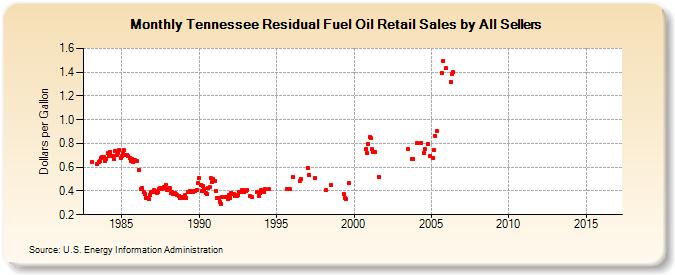 Monthly Tennessee Residual Fuel Oil Retail Sales by All Sellers
Dollars per Gallon
1.6
1.4
1.2
1.0
0.8
0.6
0.4
0.2
1985 1990 1995 2000 2005 2010 2015
Source: U.S. Energy Information Administration